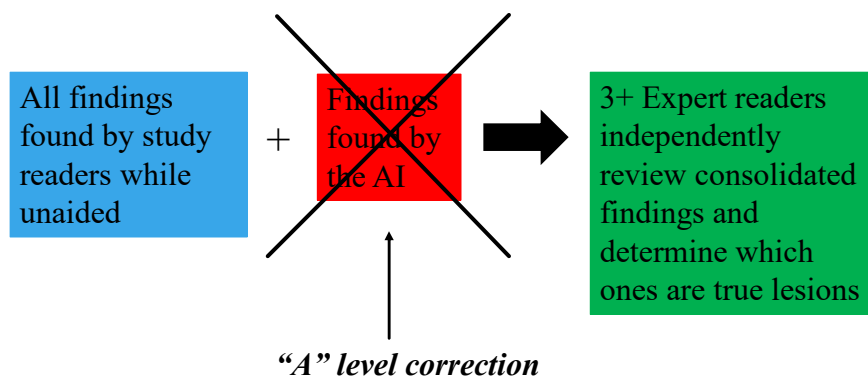 All findings
found by study
readers while
unaided
+
Findings
found by
the AI
3+ Expert readers
independently
review consolidated
findings and
determine which
ones are true lesions
“A” level correction